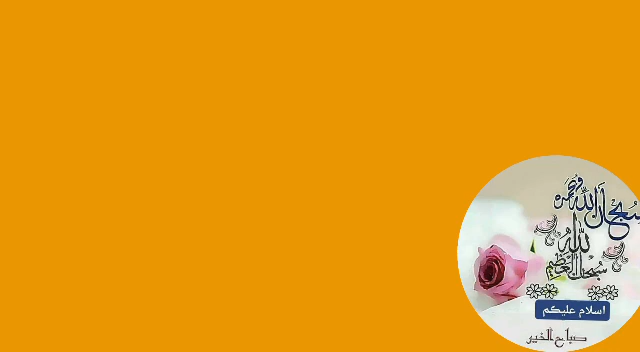 سبحان الله وبحمده
سبحان الله العظيم
اسلام عليكم
صباح الخير